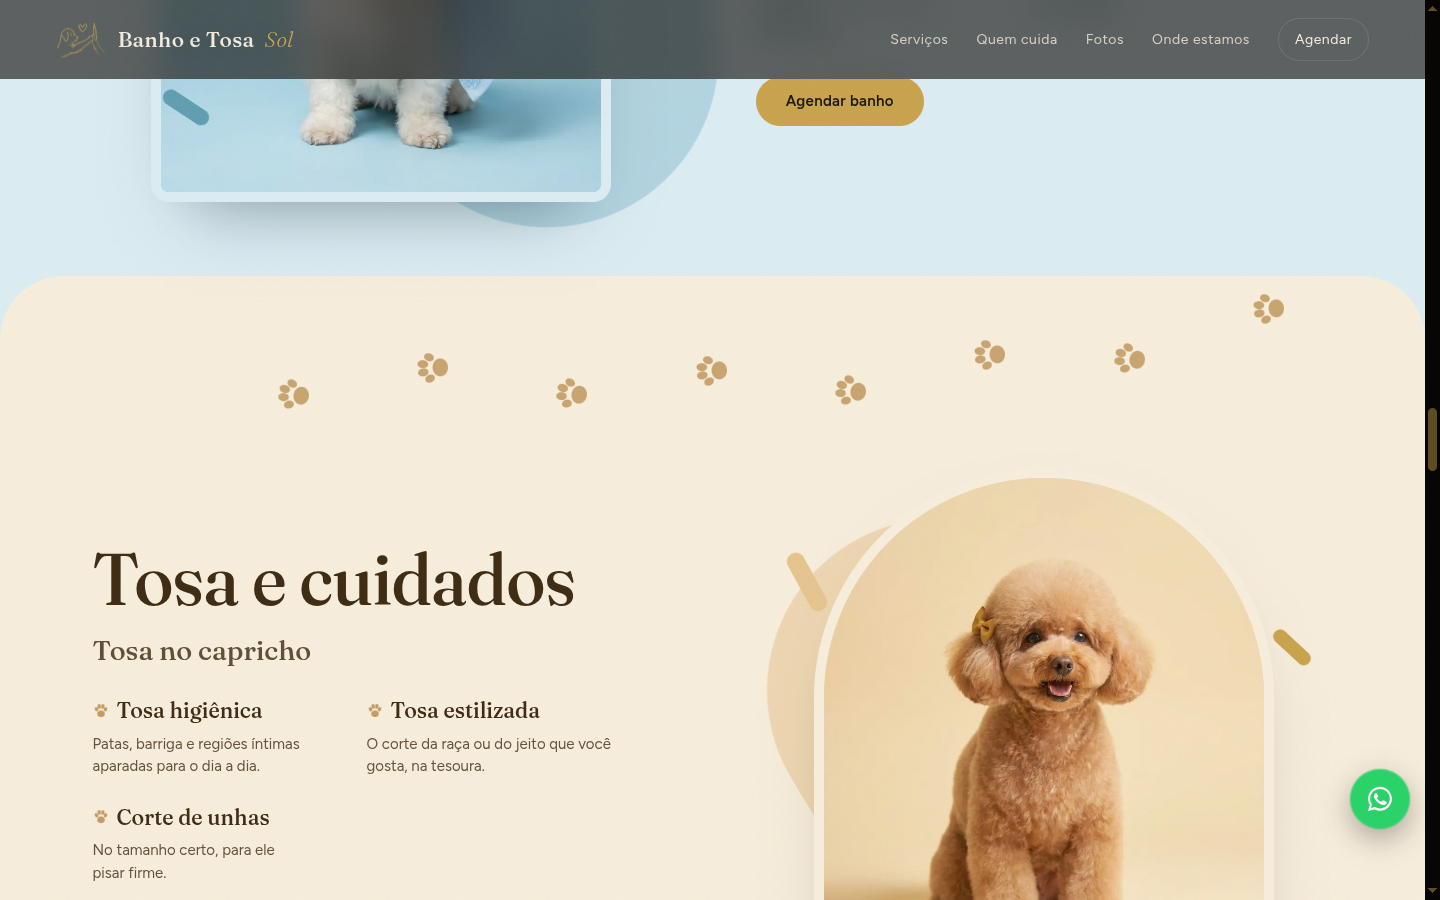 Banho e Tosa Sol
Serviços
Quem cuida
Fotos
Onde estamos
Agendar
Agendar banho
Tosa e cuidados
Tosa no capricho
Tosa higiênica
Patas, barriga e regiões íntimas
aparadas para o dia a dia.
Tosa estilizada
O corte da raça ou do jeito que você
gosta, na tesoura.
Corte de unhas
No tamanho certo, para ele
pisar firme.